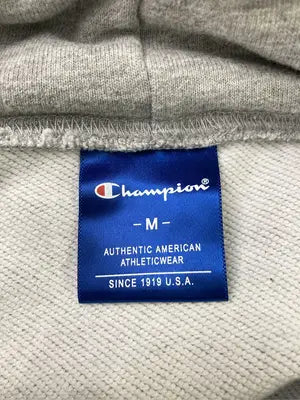 Champion®
- M -
AUTHENTIC AMERICAN
ATHLETICWEAR
SINCE 1919 U.S.A.